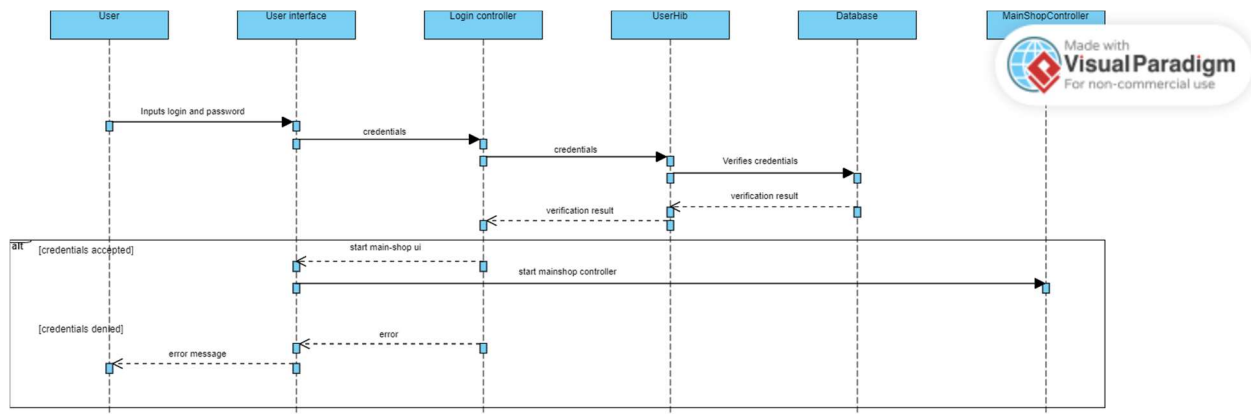 User
User interface
Login controller
UserHib
Database
MainShopController
Made with
Visual Paradigm
For non-commercial use
Inputs login and password
credentials
credentials
Verifies credentials
verification result
verification result
alt
[credentials accepted]
start main-shop ui
start mainshop controller
[credentials denied]
error
error message